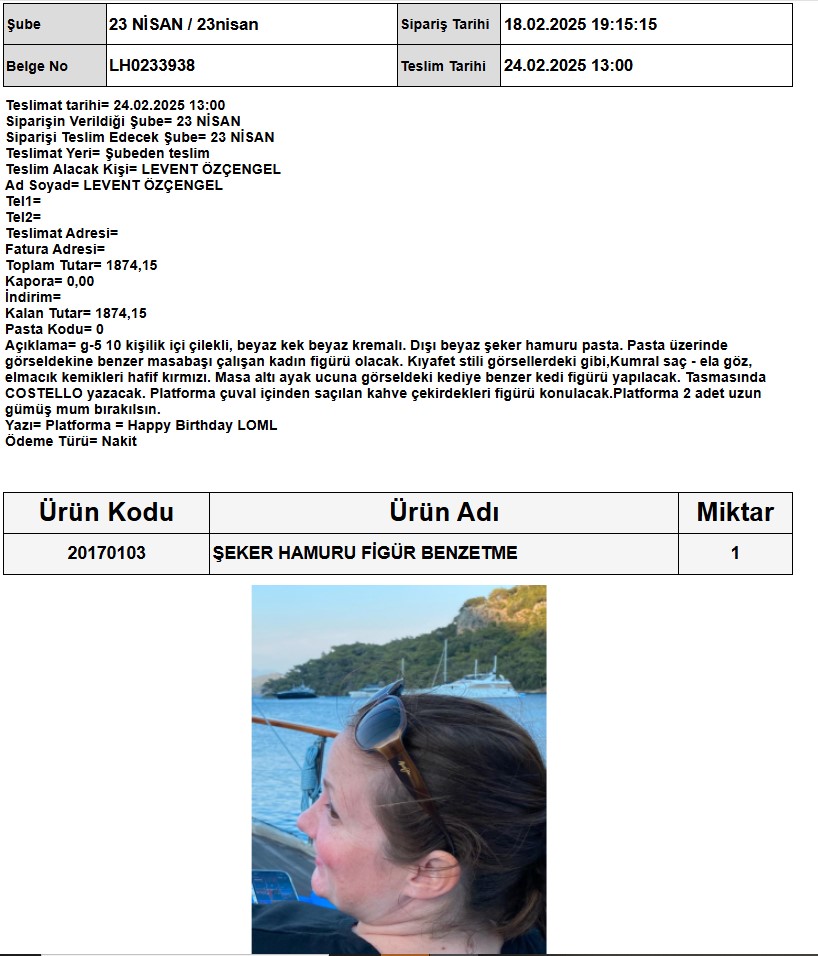 Şube 23 NİSAN / 23nisan Sipariş Tarihi 18.02.2025 19:15:15
Belge No LH0233938 Teslim Tarihi 24.02.2025 13:00
Teslimat tarihi= 24.02.2025 13:00
Siparişin Verildiği Şube= 23 NİSAN
Siparişi Teslim Edecek Şube= 23 NİSAN
Teslimat Yeri= Şubeden teslim
Teslim Alacak Kişi= LEVENT ÖZÇENGEL
Ad Soyad= LEVENT ÖZÇENGEL
Tel1=
Tel2=
Teslimat Adresi=
Fatura Adresi=
Toplam Tutar= 1874,15
Kapora= 0,00
İndirim=
Kalan Tutar= 1874,15
Pasta Kodu= 0
Açıklama= g-5 10 kişilik içi çilekli, beyaz kek beyaz kremalı. Dışı beyaz şeker hamuru pasta. Pasta üzerinde
görseldekine benzer masabaşı çalışan kadın figürü olacak. Kıyafet stili görsellerdeki gibi,Kumral saç - ela göz,
elmacık kemikleri hafif kırmızı. Masa altı ayak ucuna görseldeki kediye benzer kedi figürü yapılacak. Tasmasında
COSTELLO yazacak. Platforma çuval içinden saçılan kahve çekirdekleri figürü konulacak.Platforma 2 adet uzun
gümüş mum bırakılsın.
Yazı= Platforma = Happy Birthday LOML
Ödeme Türü= Nakit
Ürün Kodu Ürün Adı Miktar
20170103 ŞEKER HAMURU FİGÜR BENZETME 1